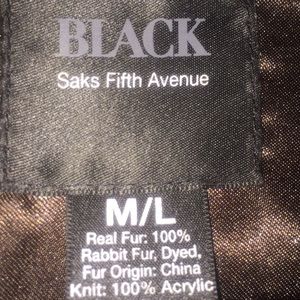 BLACK
Saks Fifth Avenue
M/L
Real Fur: 100%
Rabbit Fur, Dyed,
Fur Origin: China
Knit: 100% Acrylic